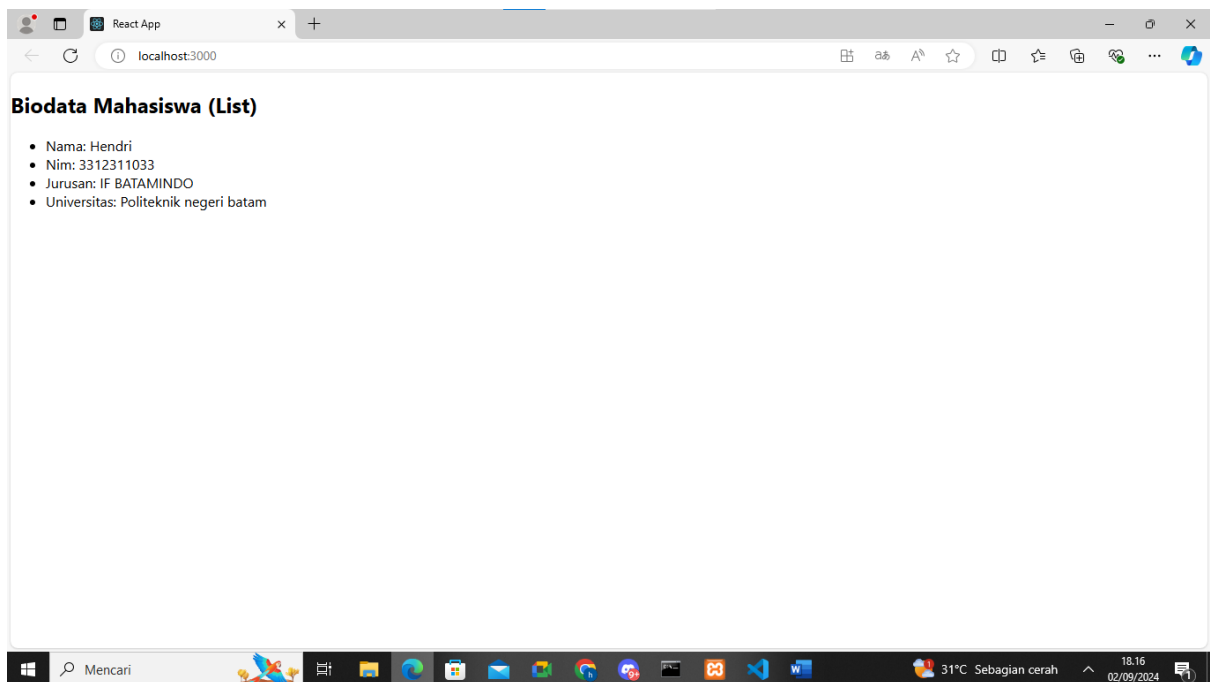 React App
localhost:3000
Biodata Mahasiswa (List)
Nama: Hendri
Nim: 3312311033
Jurusan: IF BATAMINDO
Universitas: Politeknik negeri batam
Mencari
31°C Sebagian cerah
18.16
02/09/2024